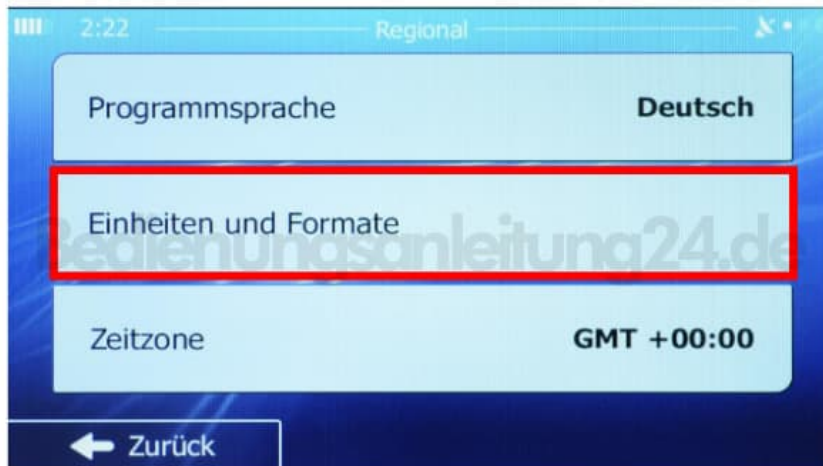 2:22 Regional
Programmsprache Deutsch
Einheiten und Formate
Bedienungsanleitung24.de
Zeitzone GMT +00:00
Zurück